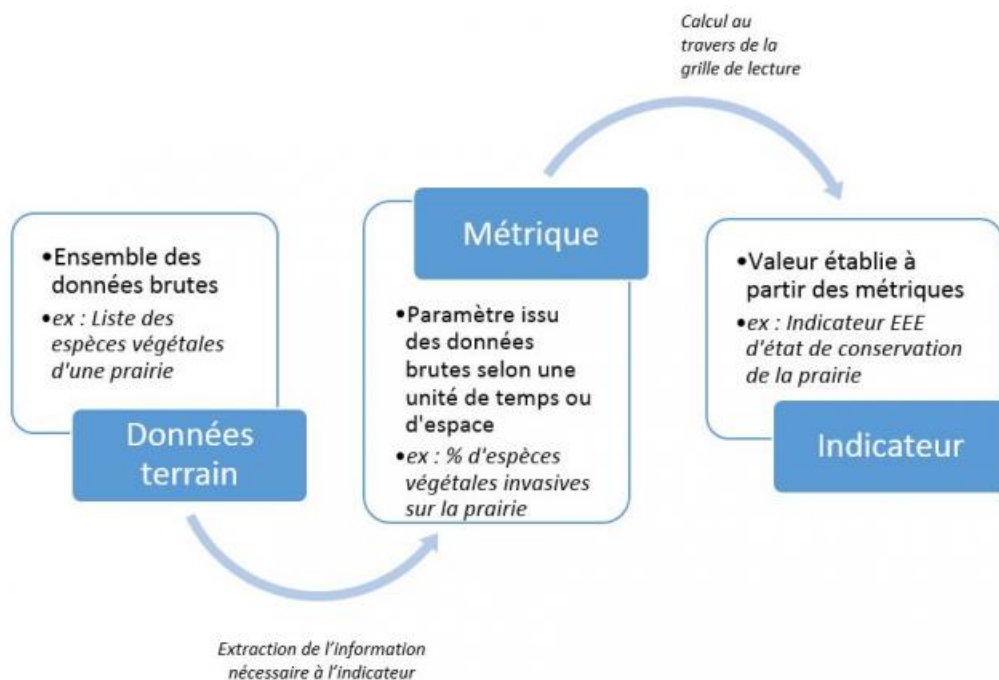 •Ensemble des
données brutes
•ex : Liste des
espèces végétales
d'une prairie
Données
terrain
Extraction de l'information
nécessaire à l'indicateur
Métrique
•Paramètre issu
des données
brutes selon une
unité de temps ou
d'espace
•ex : % d'espèces
végétales invasives
sur la prairie
Calcul au
travers de la
grille de lecture
•Valeur établie à
partir des métriques
•ex : Indicateur EEE
d'état de conservation
de la prairie
Indicateur